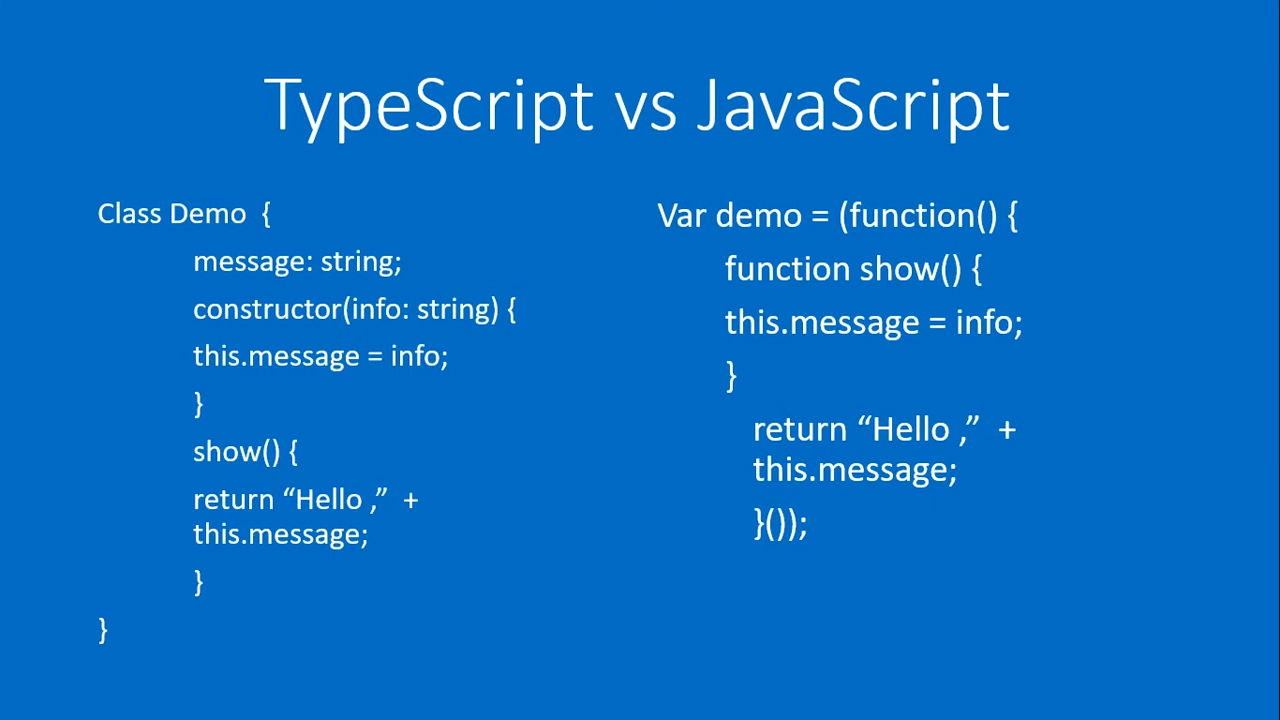 TypeScript vs JavaScript
Class Demo {
message: string;
constructor(info: string) {
this.message = info;
}
show() {
return “Hello ,” +
this.message;
}
}
Var demo = (function() {
function show() {
this.message = info;
}
return “Hello ,” +
this.message;
}());